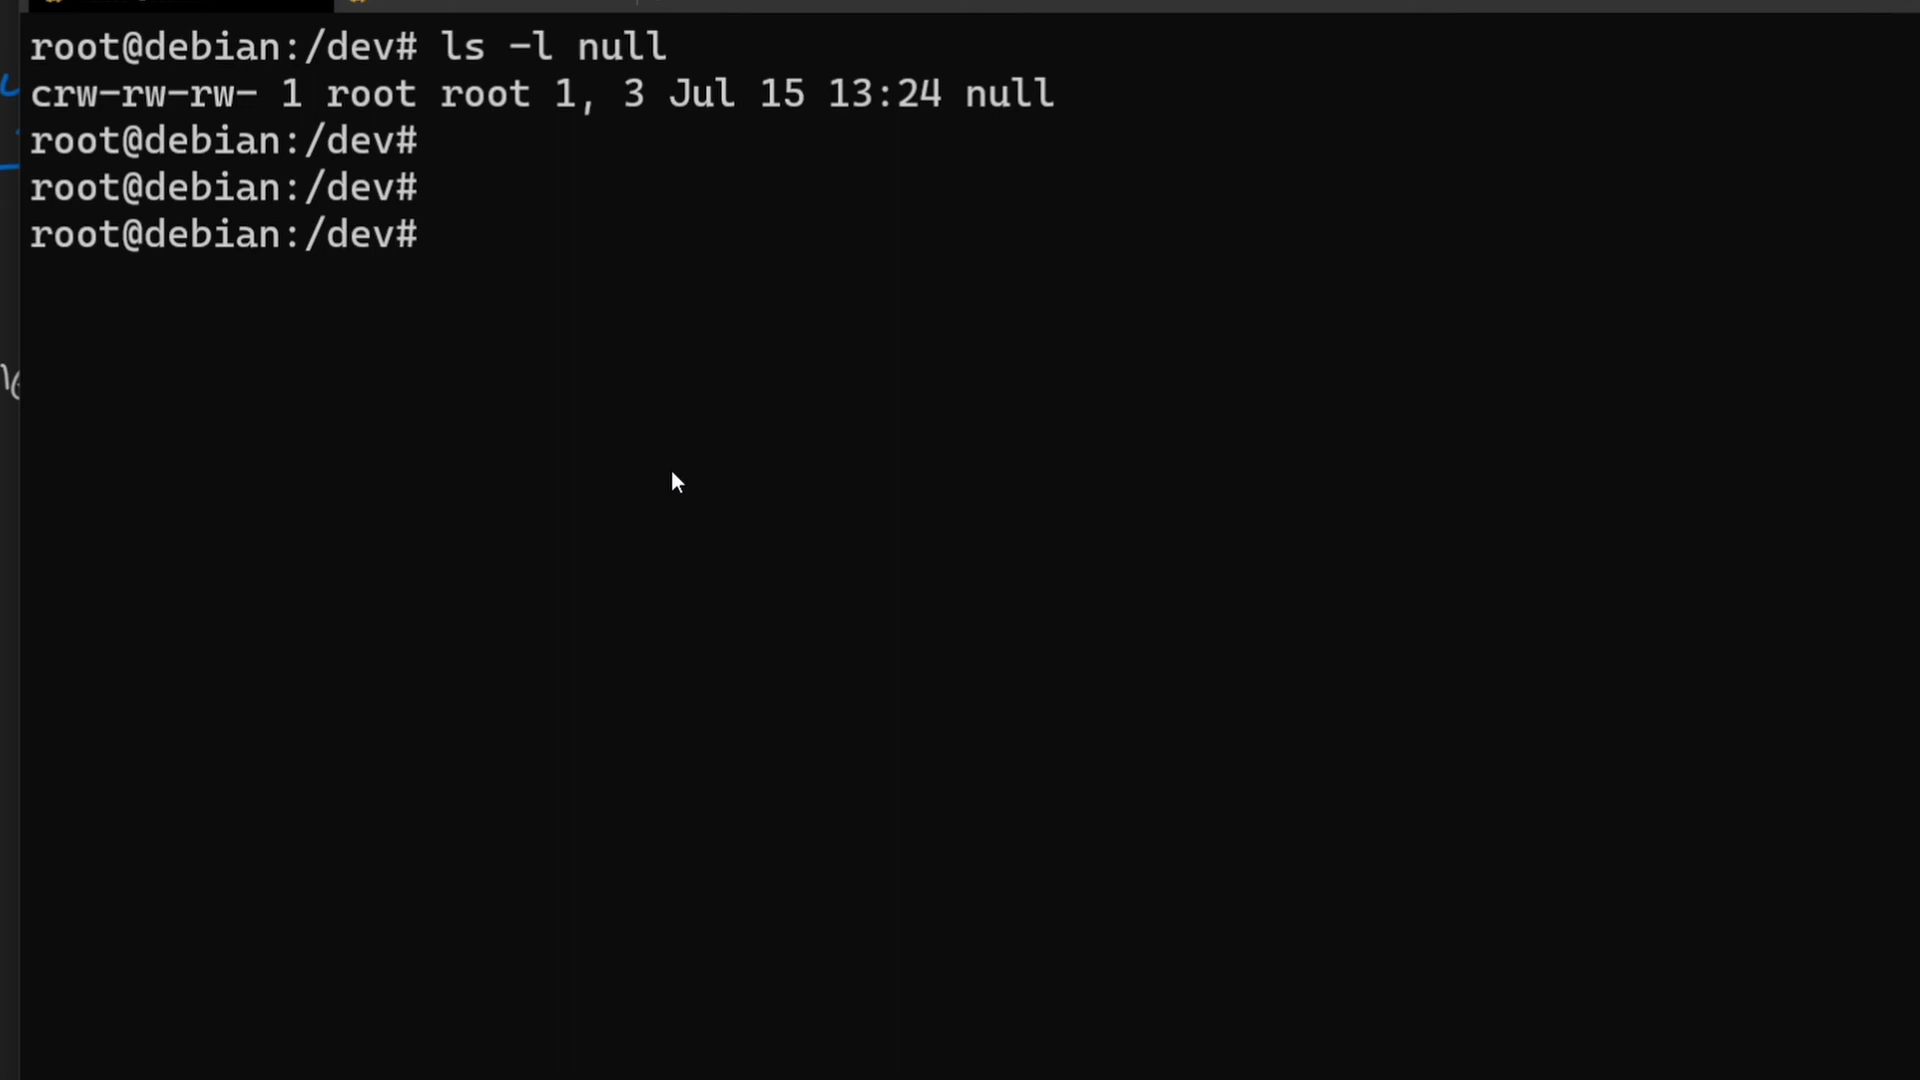 root@debian:/dev# ls -l null
crw-rw-rw- 1 root root 1, 3 Jul 15 13:24 null
root@debian:/dev#
root@debian:/dev#
root@debian:/dev#